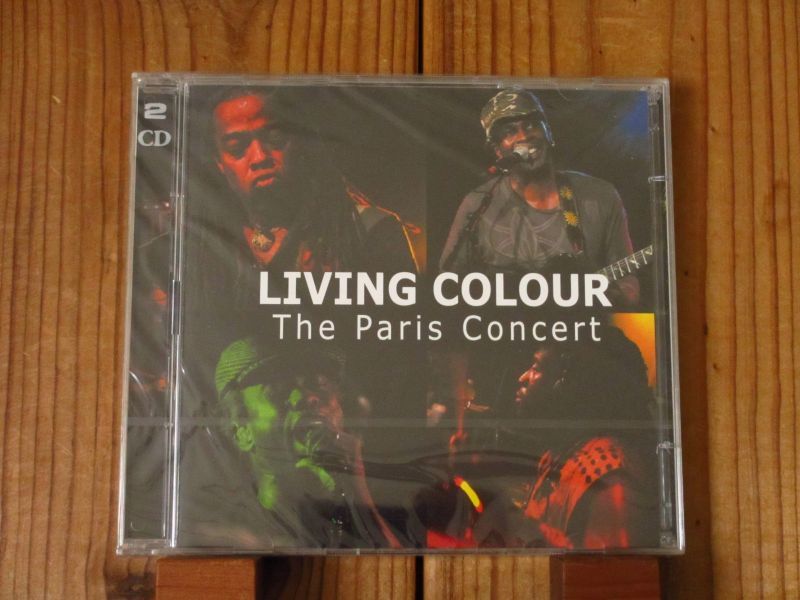 2
CD
LIVING COLOUR
The Paris Concert